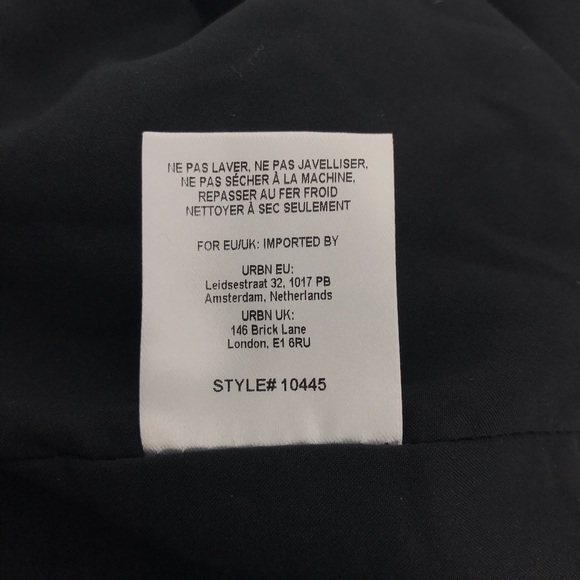 NE PAS LAVER, NE PAS JAVELLISER,
NE PAS SÉCHER À LA MACHINE,
REPASSER AU FER FROID
NETTOYER À SEC SEULEMENT
FOR EU/UK: IMPORTED BY
URBN EU:
Leidsestraat 32, 1017 PB
Amsterdam, Netherlands
URBN UK:
146 Brick Lane
London, E1 6RU
STYLE# 10445